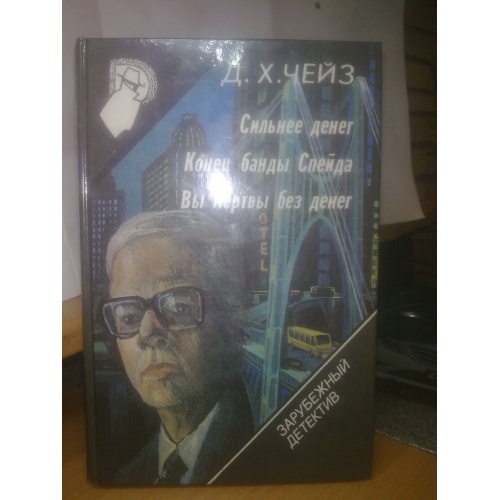 Д. Х. ЧЕЙЗ
Сильнее денег
Конец банды Спейда
Вы мертвы без денег
HOTEL
ЗАРУБЕЖНЫЙ
ДЕТЕКТИВ